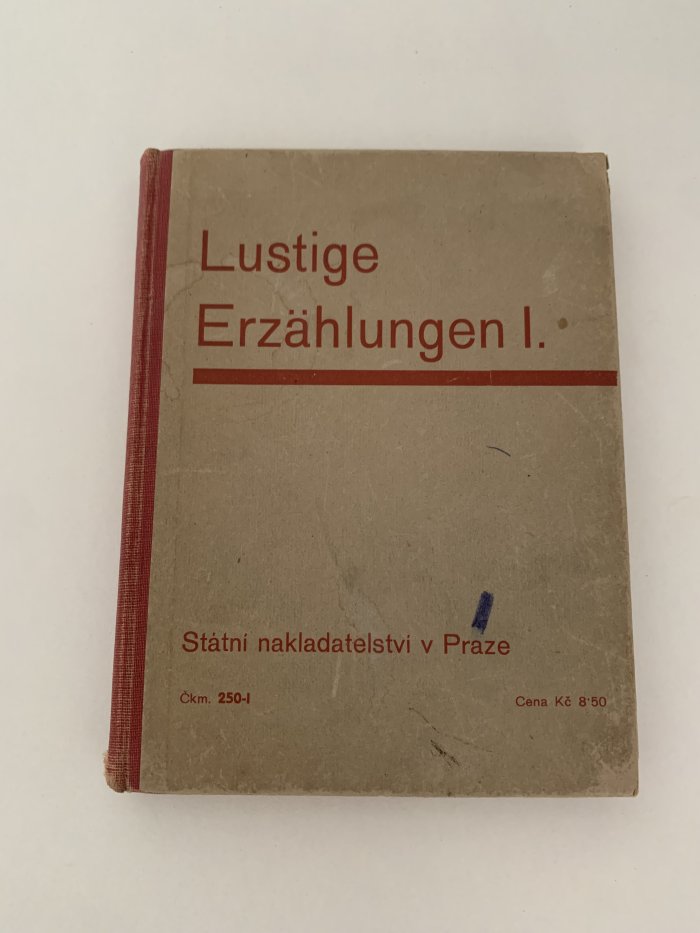 Lustige
Erzählungen I.
Státní nakladatelství v Praze
Čkm. 250-I
Cena Kč 8·50